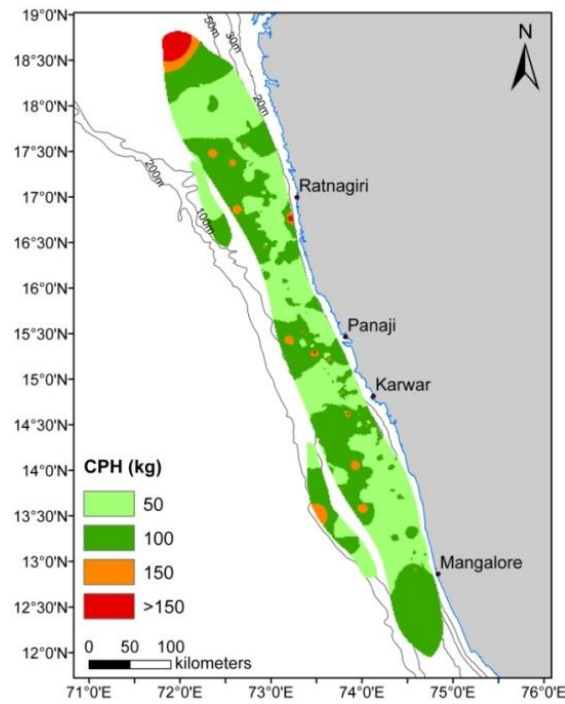 19°0'N
18°30'N
18°0'N
17°30'N
17°0'N
16°30'N
16°0'N
15°30'N
15°0'N
14°30'N
14°0'N
13°30'N
13°0'N
12°30'N
12°0'N
50m
30m
20m
200m
100m
N
Ratnagiri
Panaji
Karwar
Mangalore
CPH (kg)
50
100
150
>150
0 50 100
kilometers
71°0'E 72°0'E 73°0'E 74°0'E 75°0'E 76°0'E